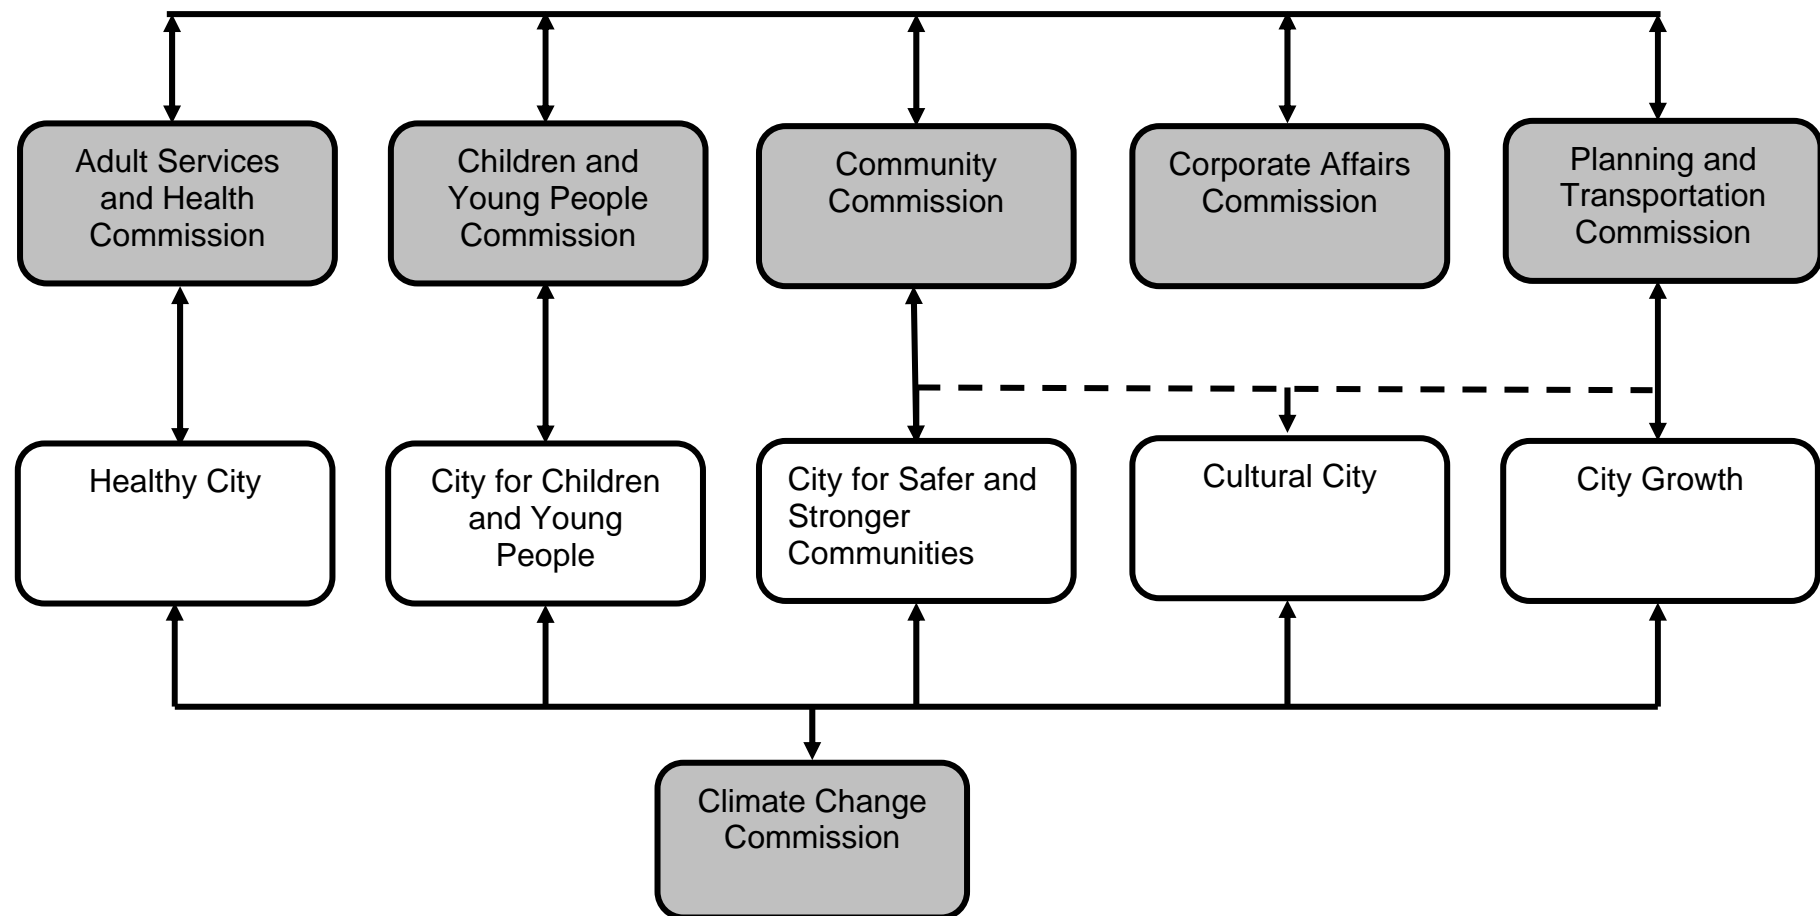 Adult Services
and Health
Commission
Children and
Young People
Commission
Community
Commission
Corporate Affairs
Commission
Planning and
Transportation
Commission
Healthy City
City for Children
and Young
People
City for Safer and
Stronger
Communities
Cultural City
City Growth
Climate Change
Commission